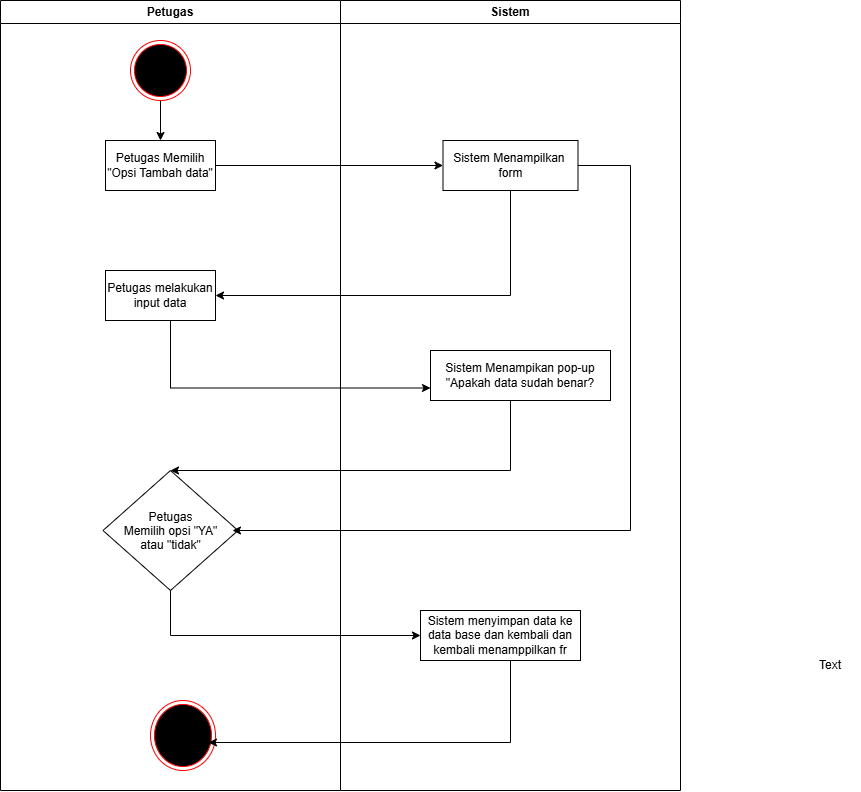 Petugas
Sistem
Petugas Memilih
"Opsi Tambah data"
Sistem Menampilkan
form
Petugas melakukan
input data
Sistem Menampikan pop-up
"Apakah data sudah benar?
Petugas
Memilih opsi "YA"
atau "tidak"
Sistem menyimpan data ke
data base dan kembali dan
kembali menamppilkan fr
Text